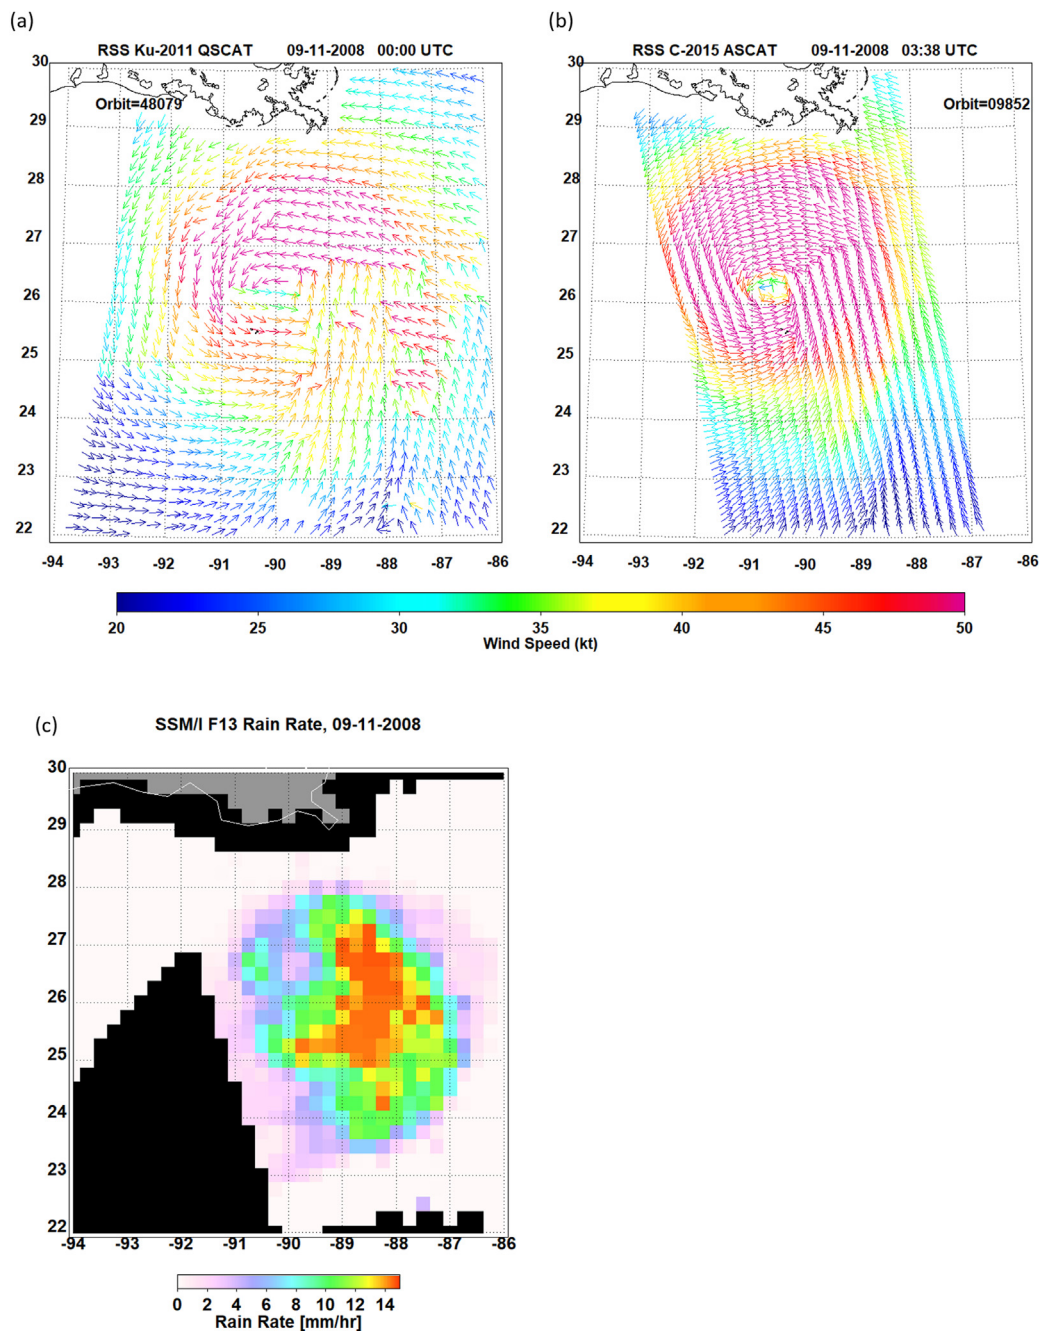 (a)
(b)
RSS Ku-2011 QSCAT 09-11-2008 00:00 UTC
RSS C-2015 ASCAT 09-11-2008 03:38 UTC
Orbit=48079
Orbit=09852
30
29
28
27
26
25
24
23
22
-94 -93 -92 -91 -90 -89 -88 -87 -86
30
29
28
27
26
25
24
23
22
-94 -93 -92 -91 -90 -89 -88 -87 -86
20 25 30 35 40 45 50
Wind Speed (kt)
(c)
SSM/I F13 Rain Rate, 09-11-2008
30
29
28
27
26
25
24
23
22
-94 -93 -92 -91 -90 -89 -88 -87 -86
0 2 4 6 8 10 12 14
Rain Rate [mm/hr]